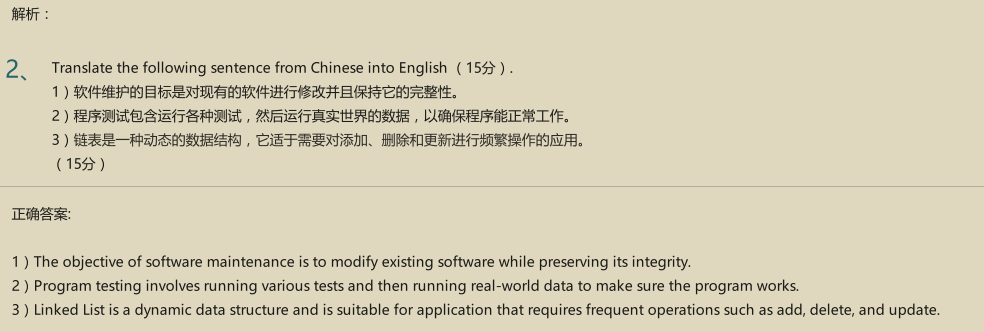 解析：
2、 Translate the following sentence from Chinese into English （15分）.
1）软件维护的目标是对现有的软件进行修改并且保持它的完整性。
2）程序测试包含运行各种测试，然后运行真实世界的数据，以确保程序能正常工作。
3）链表是一种动态的数据结构，它适于需要对添加、删除和更新进行频繁操作的应用。
（15分）
正确答案:
1）The objective of software maintenance is to modify existing software while preserving its integrity.
2）Program testing involves running various tests and then running real-world data to make sure the program works.
3）Linked List is a dynamic data structure and is suitable for application that requires frequent operations such as add, delete, and update.